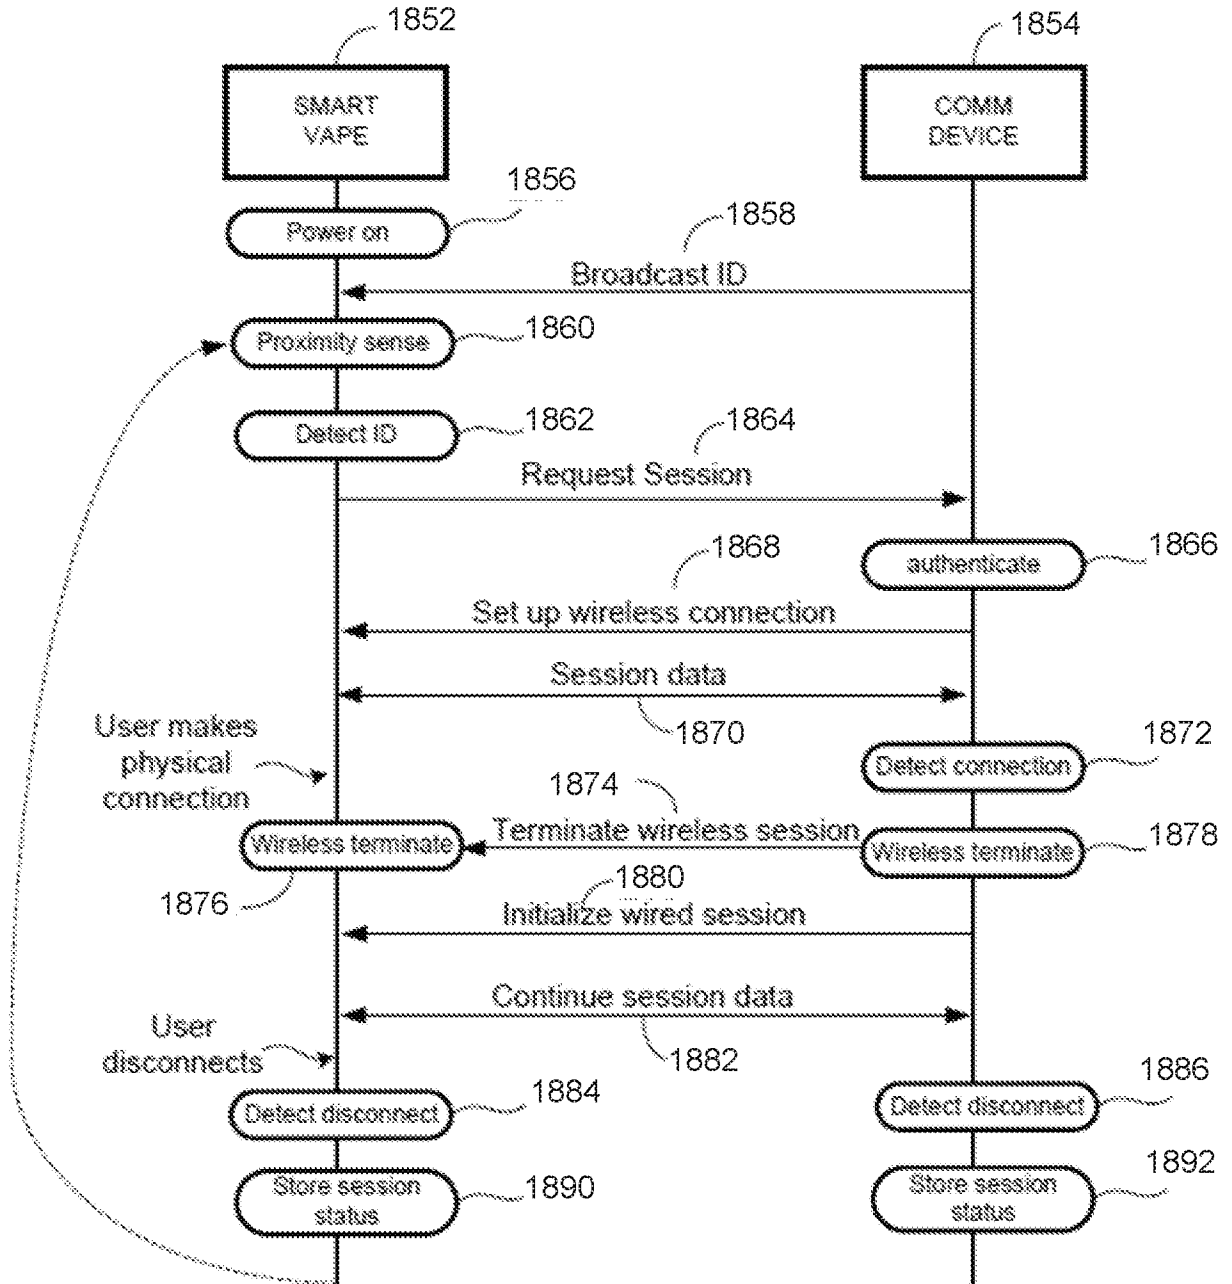 1852
1854
SMART
VAPE
COMM
DEVICE
1856
Power on
1858
Broadcast ID
1860
Proximity sense
1862
Detect ID
1864
Request Session
1866
authenticate
1868
Set up wireless connection
Session data
1870
User makes
physical
connection
1872
Detect connection
1874
Terminate wireless session
Wireless terminate
1876
Wireless terminate
1878
1880
Initialize wired session
Continue session data
1882
User
disconnects
1884
Detect disconnect
1886
Detect disconnect
1890
Store session
status
1892
Store session
status